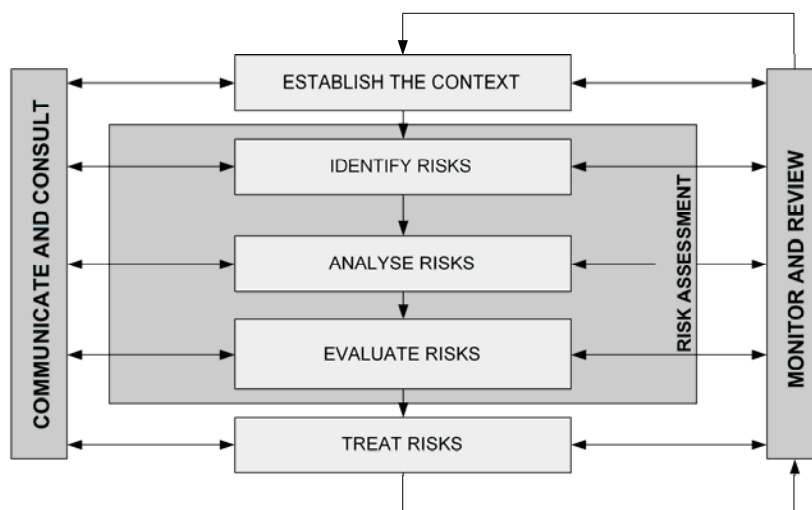 ESTABLISH THE CONTEXT
COMMUNICATE AND CONSULT
IDENTIFY RISKS
ANALYSE RISKS
EVALUATE RISKS
RISK ASSESSMENT
TREAT RISKS
MONITOR AND REVIEW